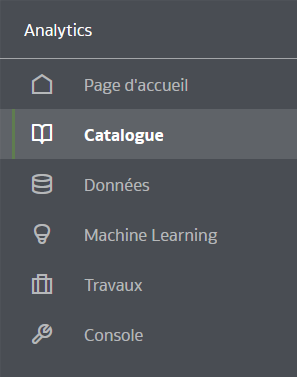 Analytics
Page d'accueil
Catalogue
Données
Machine Learning
Travaux
Console